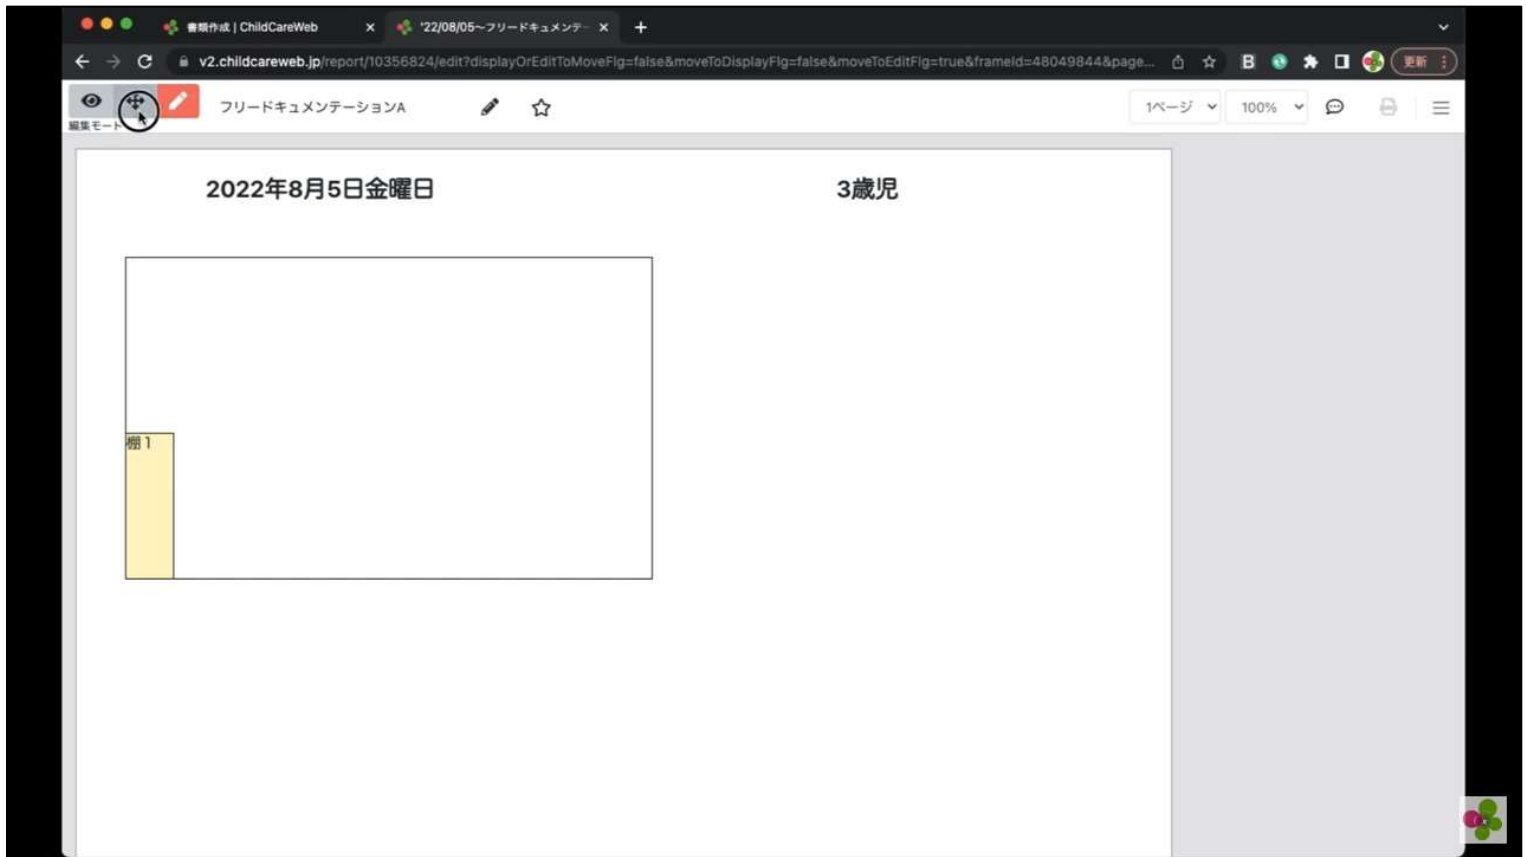 書類作成 | ChildCareWeb
'22/08/05〜フリードキュメンテー
v2.childcareweb.jp/report/10356824/edit?displayOrEditToMoveFlg=false&moveToDisplayFlg=false&moveToEditFlg=true&frameId=48049844&page...
B
更新
編集モード
フリードキュメンテーションA
1ページ
100%
2022年8月5日金曜日
3歳児
棚1